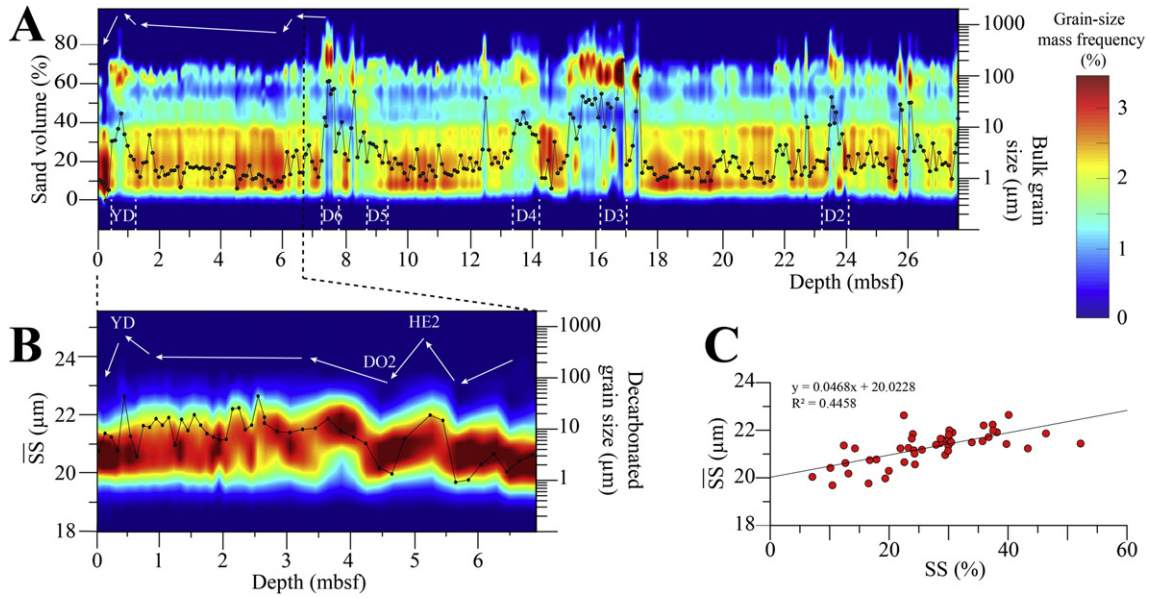 A
Sand volume (%)
80
60
40
20
0
1000
100
10
1
Bulk grain
size (µm)
YD
D6
D5
D4
D3
D2
0
2
4
6
8
10
12
14
16
18
20
22
24
26
Depth (mbsf)
Grain-size
mass frequency
(%)
3
2
1
0
B
SS (µm)
24
22
20
18
YD
DO2
HE2
1000
100
10
1
Decarbonated
grain size (µm)
0
1
2
3
4
5
6
Depth (mbsf)
C
y = 0.0468x + 20.0228
R² = 0.4458
SS (µm)
24
22
20
18
0
20
40
60
SS (%)